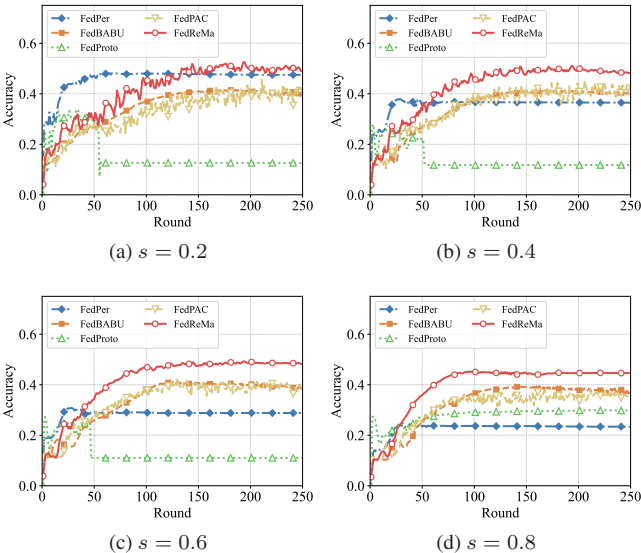 FedPer
FedBABU
FedProto
FedPAC
FedReMa
Accuracy
0.6
0.4
0.2
0.0
0 50 100 150 200 250
Round
(a) s = 0.2
FedPer
FedBABU
FedProto
FedPAC
FedReMa
Accuracy
0.6
0.4
0.2
0.0
0 50 100 150 200 250
Round
(b) s = 0.4
FedPer
FedBABU
FedProto
FedPAC
FedReMa
Accuracy
0.6
0.4
0.2
0.0
0 50 100 150 200 250
Round
(c) s = 0.6
FedPer
FedBABU
FedProto
FedPAC
FedReMa
Accuracy
0.6
0.4
0.2
0.0
0 50 100 150 200 250
Round
(d) s = 0.8